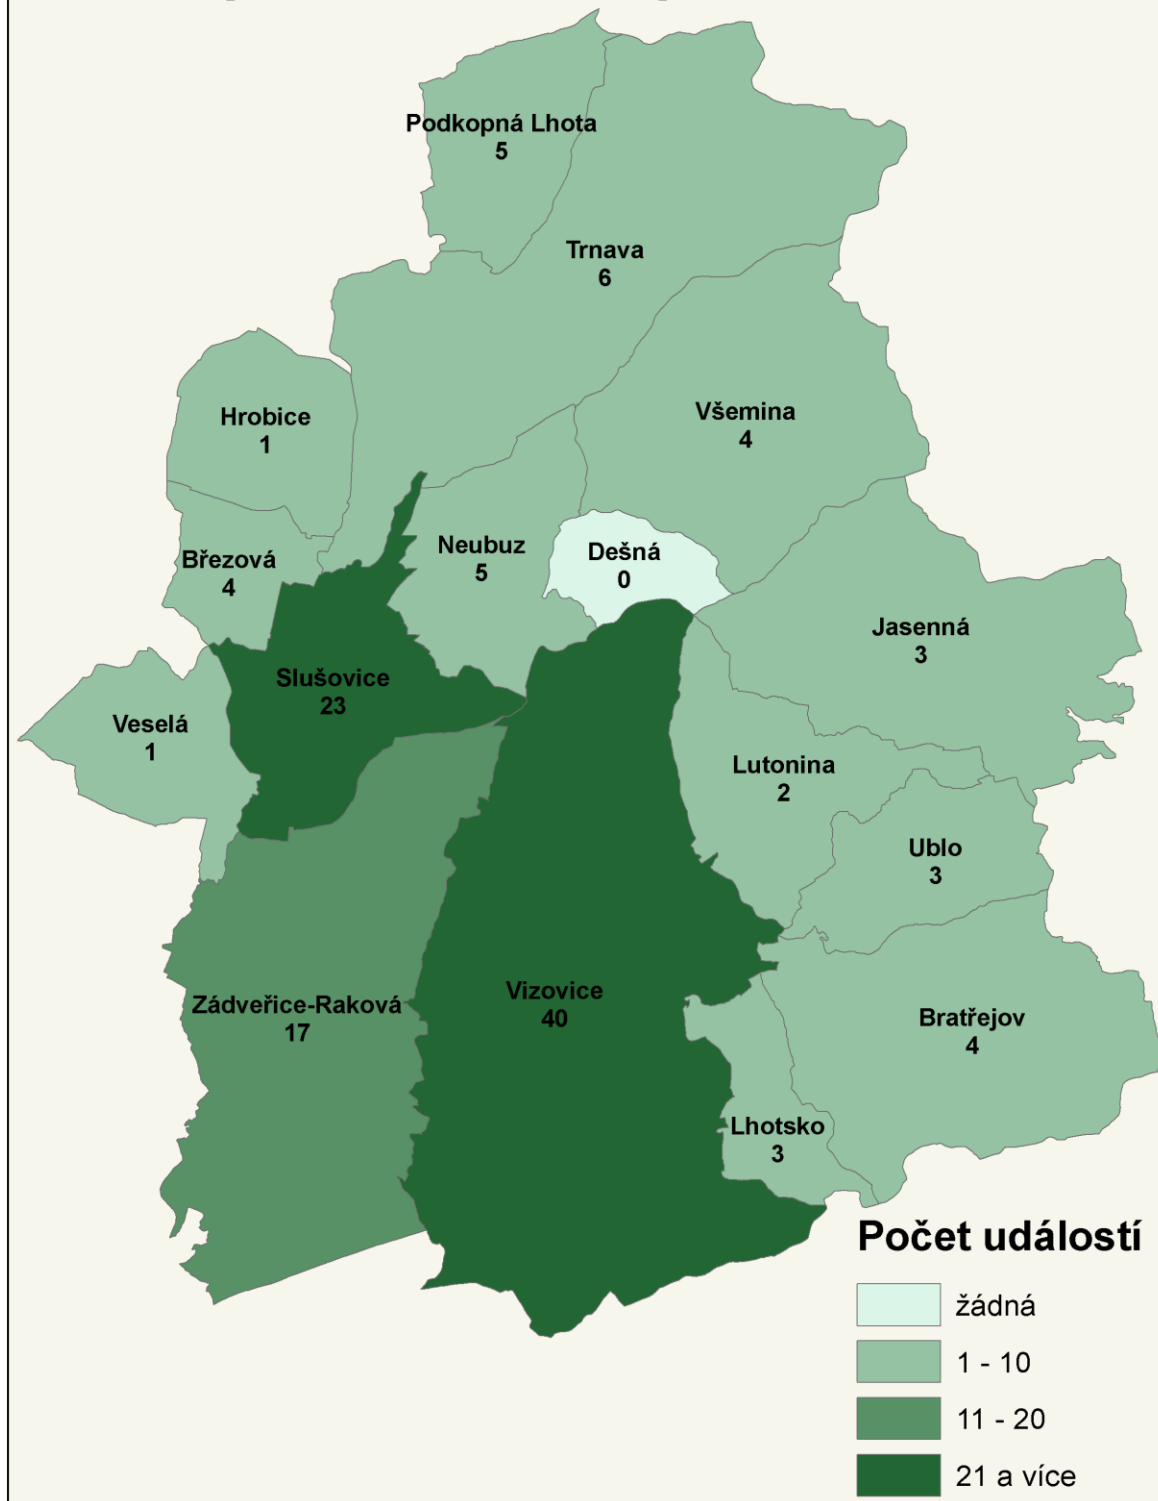 Podkopná Lhota
5
Trnava
6
Hrobice
1
Všemina
4
Březová
4
Neubuz
5
Dešná
0
Jasenná
3
Slušovice
23
Veselá
1
Lutonina
2
Ublo
3
Zádveřice-Raková
17
Vizovice
40
Bratřejov
4
Lhotsko
3
Počet událostí
žádná
1 - 10
11 - 20
21 a více